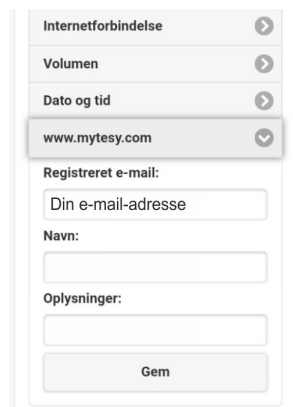 Internetforbindelse
Volumen
Dato og tid
www.mytesy.com
Registreret e-mail:
Din e-mail-adresse
Navn:
Oplysninger:
Gem